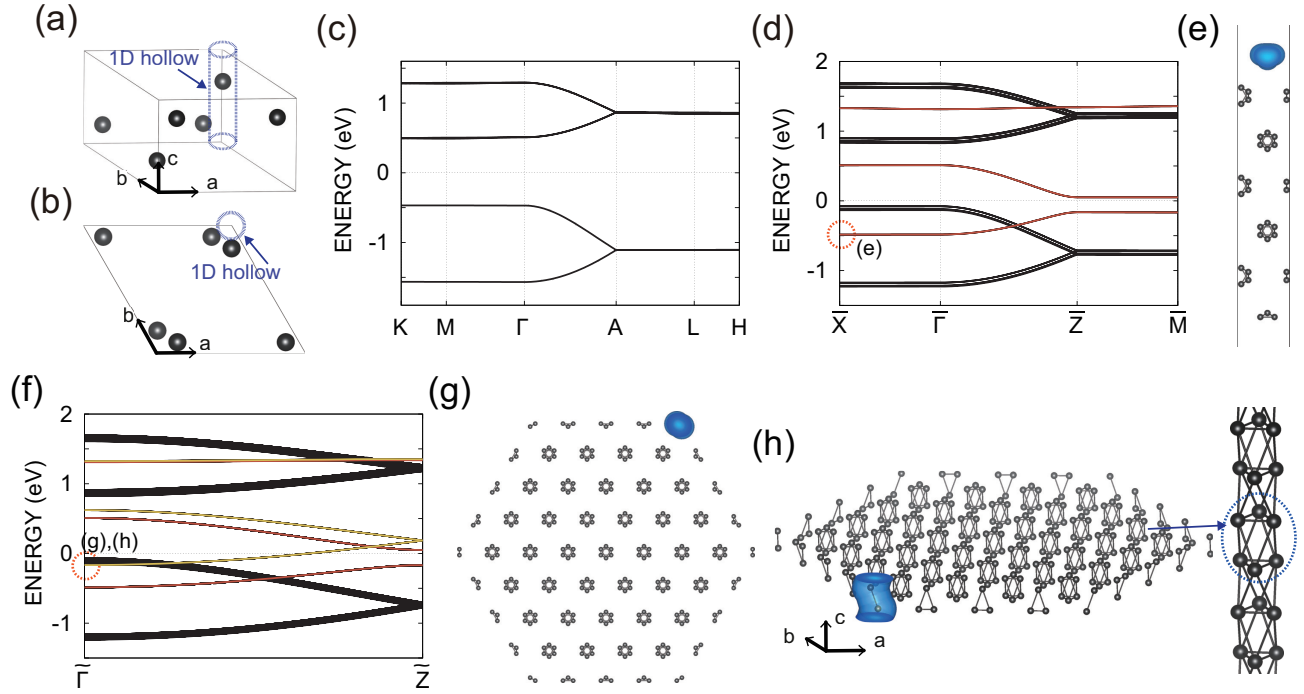 (a)
1D hollow
c
b
a
(b)
1D hollow
b
a
(c)
ENERGY (eV)
1
0
-1
K M Γ A L H
(d)
ENERGY (eV)
2
1
0
-1
(e)
X̅ Γ̅ Z̅ M̅
(e)
(f)
ENERGY (eV)
2
1
0
-1
(g),(h)
Γ̃ Z̃
(g)
(h)
c
b
a